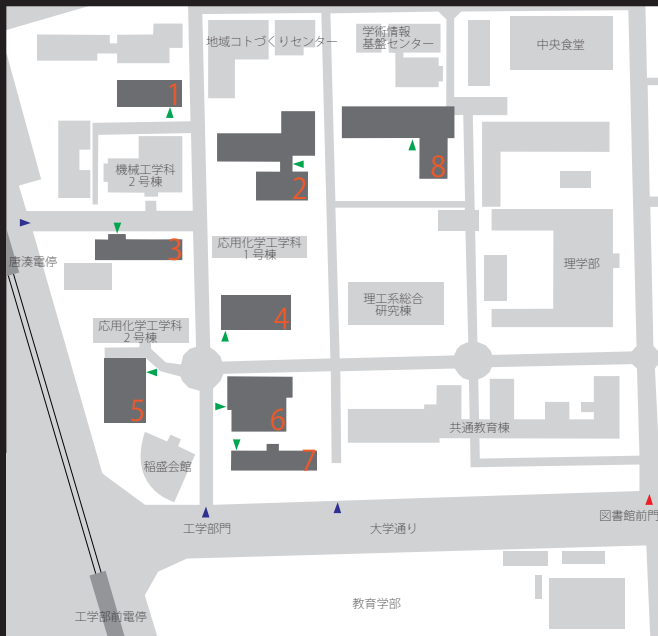 地域コトづくりセンター
学術情報
基盤センター
中央食堂
1
機械工学科
2号棟
2
8
唐湊電停
3
応用化学工学科
1号棟
理学部
4
理工系総合
研究棟
応用化学工学科
2号棟
5
6
共通教育棟
7
稲盛会館
工学部門
大学通り
図書館前門
工学部前電停
教育学部